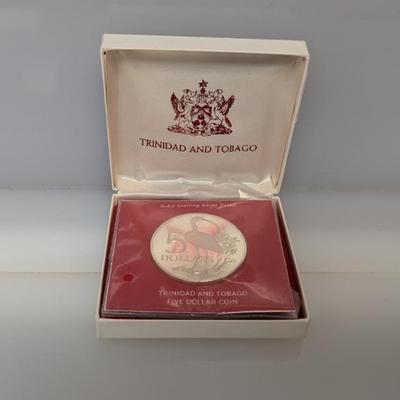 TRINIDAD AND TOBAGO
Solid Sterling Silver Proof
5
DOLLARS
TRINIDAD AND TOBAGO
FIVE DOLLAR COIN